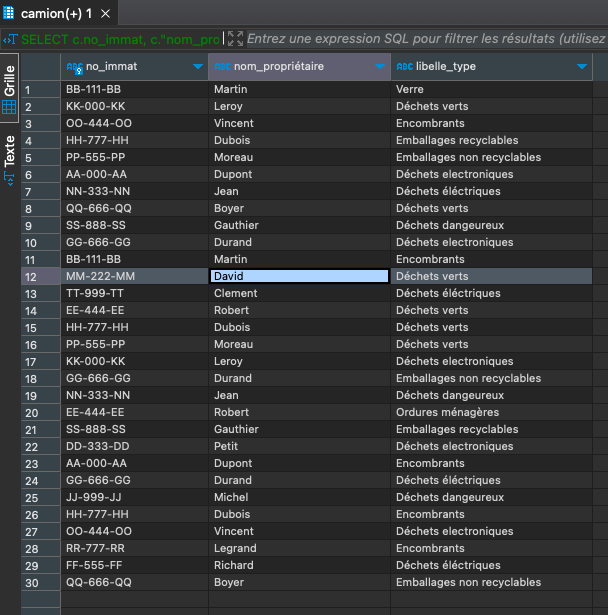 camion(+) 1
SELECT c.no_immat, c."nom_pro Entrez une expression SQL pour filtrer les résultats (utilisez
Grille
Texte
ABC no_immat ABC nom_propriétaire ABC libelle_type
1 BB-111-BB Martin Verre
2 KK-000-KK Leroy Déchets verts
3 OO-444-OO Vincent Encombrants
4 HH-777-HH Dubois Emballages recyclables
5 PP-555-PP Moreau Emballages non recyclables
6 AA-000-AA Dupont Déchets electroniques
7 NN-333-NN Jean Déchets éléctriques
8 QQ-666-QQ Boyer Déchets verts
9 SS-888-SS Gauthier Déchets dangeureux
10 GG-666-GG Durand Déchets electroniques
11 BB-111-BB Martin Encombrants
12 MM-222-MM David Déchets verts
13 TT-999-TT Clement Déchets éléctriques
14 EE-444-EE Robert Déchets verts
15 HH-777-HH Dubois Déchets verts
16 PP-555-PP Moreau Déchets verts
17 KK-000-KK Leroy Déchets electroniques
18 GG-666-GG Durand Emballages non recyclables
19 NN-333-NN Jean Déchets dangeureux
20 EE-444-EE Robert Ordures ménagères
21 SS-888-SS Gauthier Emballages recyclables
22 DD-333-DD Petit Déchets electroniques
23 AA-000-AA Dupont Encombrants
24 GG-666-GG Durand Déchets éléctriques
25 JJ-999-JJ Michel Déchets dangeureux
26 HH-777-HH Dubois Encombrants
27 OO-444-OO Vincent Déchets electroniques
28 RR-777-RR Legrand Encombrants
29 FF-555-FF Richard Déchets éléctriques
30 QQ-666-QQ Boyer Emballages non recyclables